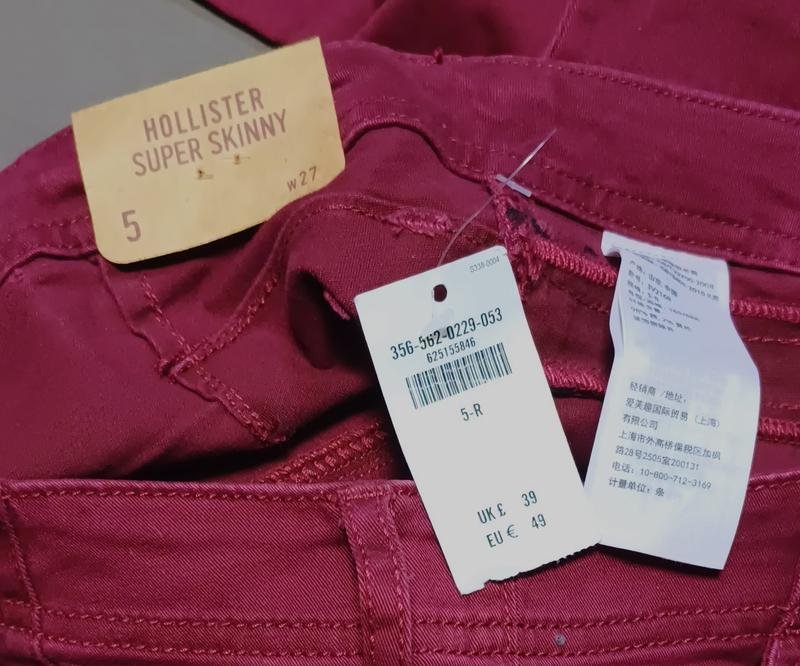 HOLLISTER
SUPER SKINNY
5
w27
S338-0004
356-562-0229-053
625155846
5-R
UK £ 39
EU € 49
经销商/地址:
爱芙趣国际贸易(上海)
有限公司
上海市外高桥保税区加枫
路28号2505室200131
电话: 10-800-712-3169
计量单位: 条